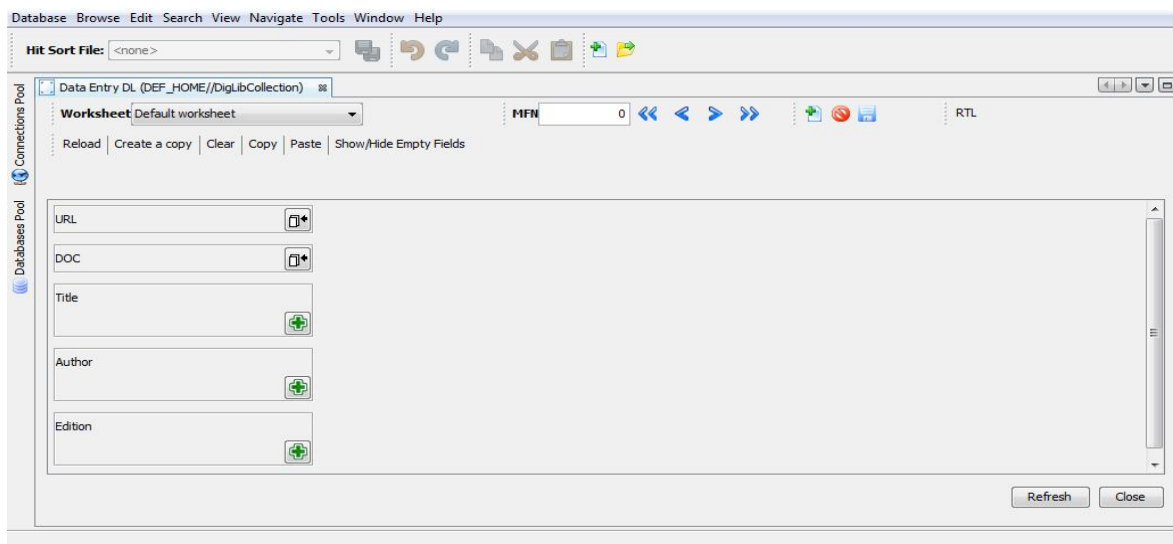 Database Browse Edit Search View Navigate Tools Window Help
Hit Sort File: <none>
Data Entry DL (DEF_HOME//DigLibCollection)
Worksheet Default worksheet MFN 0 RTL
Reload Create a copy Clear Copy Paste Show/Hide Empty Fields
Connections Pool
Databases Pool
URL
DOC
Title
Author
Edition
Refresh Close